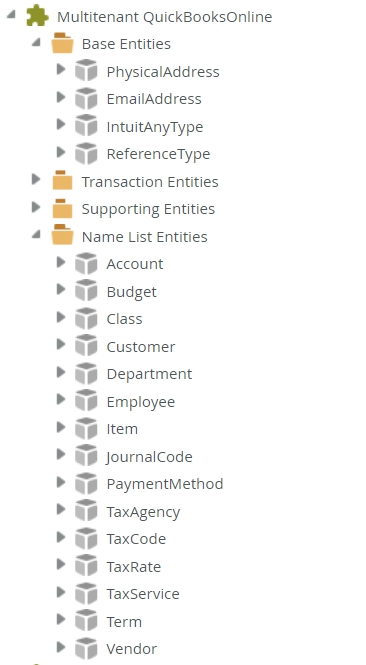 Multitenant QuickBooksOnline
Base Entities
PhysicalAddress
EmailAddress
IntuitAnyType
ReferenceType
Transaction Entities
Supporting Entities
Name List Entities
Account
Budget
Class
Customer
Department
Employee
Item
JournalCode
PaymentMethod
TaxAgency
TaxCode
TaxRate
TaxService
Term
Vendor